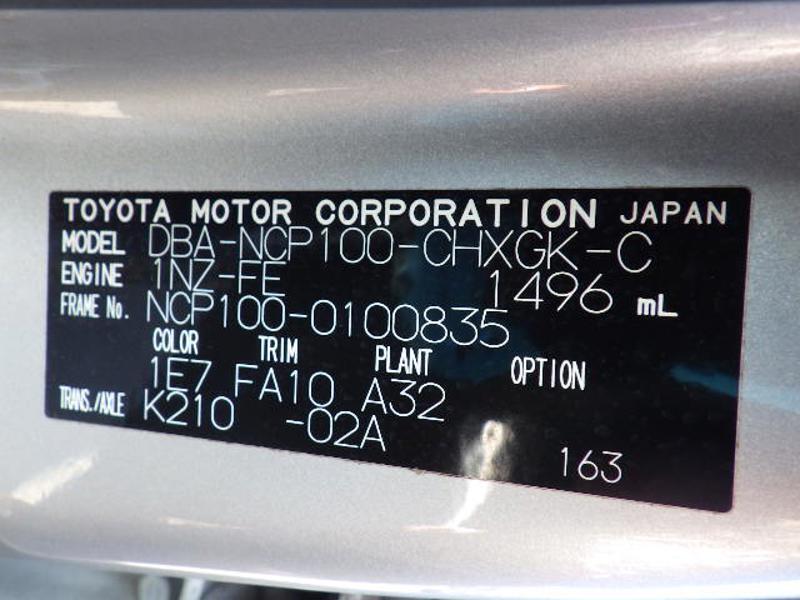 TOYOTA MOTOR CORPORATION JAPAN
MODEL DBA-NCP100-CHXGK-C
ENGINE 1NZ-FE 1496 mL
FRAME No. NCP100-0100835
COLOR TRIM PLANT OPTION
1E7 FA10 A32
TRANS./AXLE K210 -02A
163